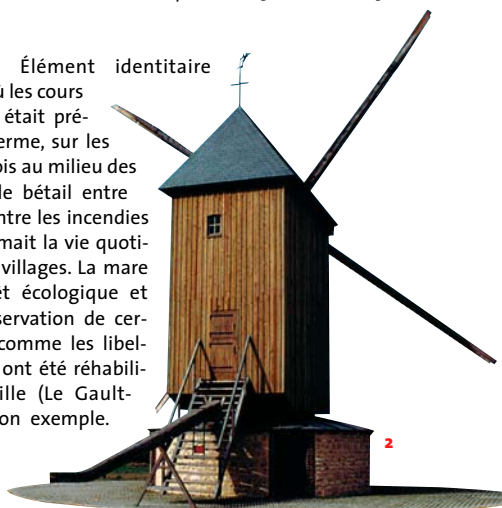 Élément identitaire
ù les cours
était pré-
erme, sur les
ois au milieu des
le bétail entre
ntre les incendies
mait la vie quoti-
villages. La mare
êt écologique et
servation de cer-
comme les libel-
ont été réhabili-
ille (Le Gault-
on exemple.
2